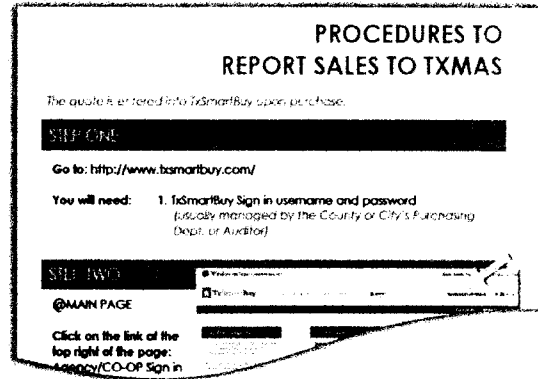 PROCEDURES TO
REPORT SALES TO TXMAS
The quote is entered into TxSmartBuy upon purchase.
STEP ONE
Go to: http://www.txsmartbuy.com/
You will need: 1. TxSmartBuy Sign in username and password
(usually managed by the County or City's Purchasing
Dept. or Auditor)
STEP TWO
@MAIN PAGE
Click on the link at the
top right of the page:
Agency/CO-OP Sign in